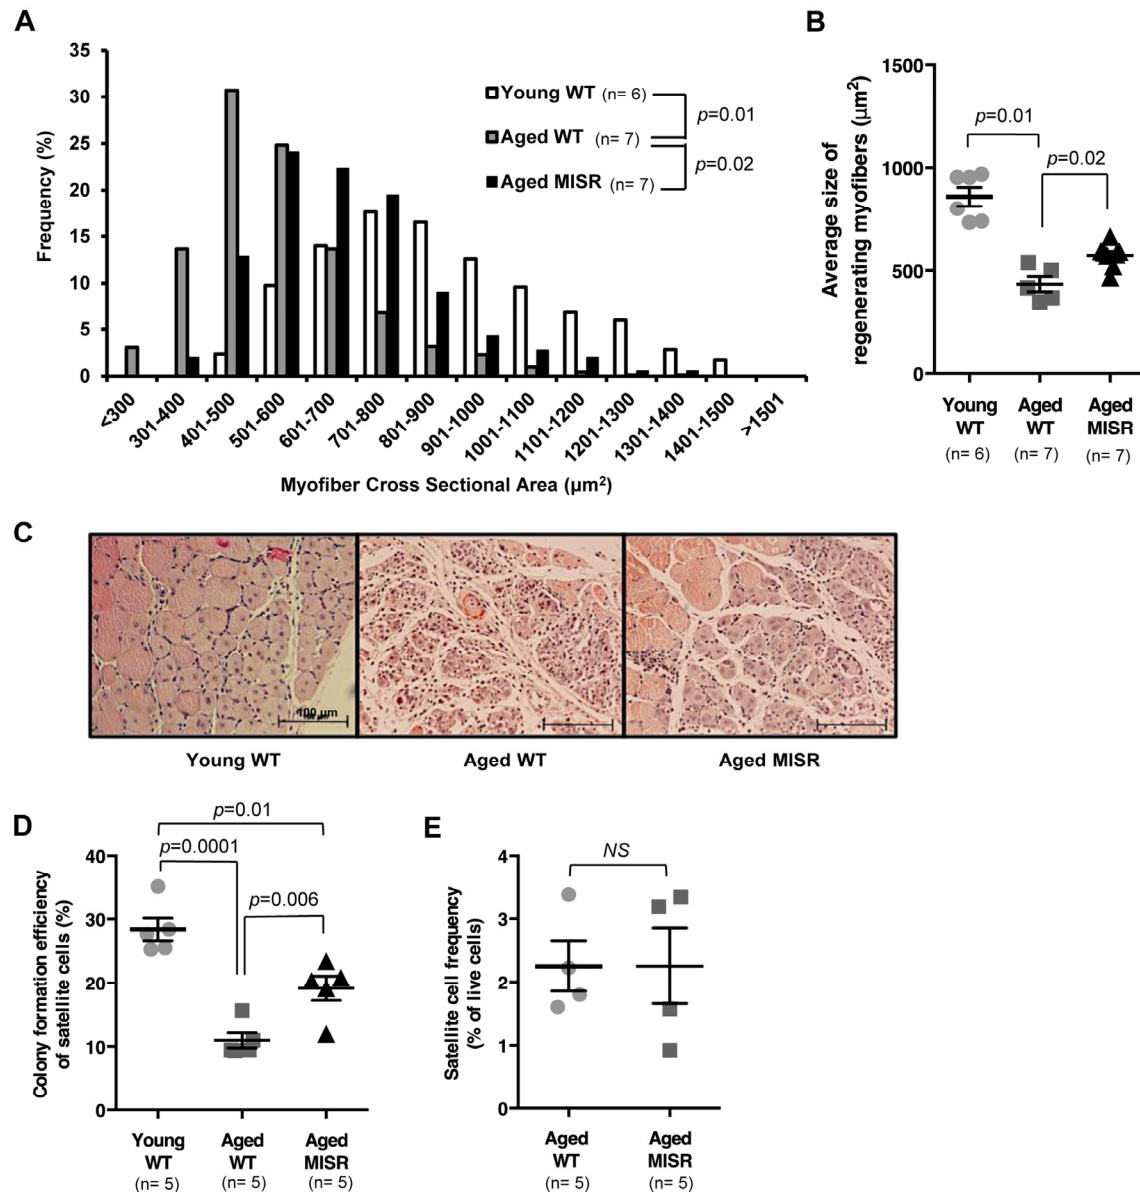 A
Frequency (%)
35
30
25
20
15
10
5
0
Young WT (n= 6)
Aged WT (n= 7)
Aged MISR (n= 7)
p=0.01
p=0.02
<300
301-400
401-500
501-600
601-700
701-800
801-900
901-1000
1001-1100
1101-1200
1201-1300
1301-1400
1401-1500
>1501
Myofiber Cross Sectional Area (µm²)
B
Average size of
regenerating myofibers (µm²)
1500
1000
500
0
p=0.01
p=0.02
Young Aged Aged
WT WT MISR
(n= 6) (n= 7) (n= 7)
C
100 µm
Young WT
Aged WT
Aged MISR
D
Colony formation efficiency
of satellite cells (%)
40
30
20
10
0
p=0.01
p=0.0001
p=0.006
Young Aged Aged
WT WT MISR
(n= 5) (n= 5) (n= 5)
E
Satellite cell frequency
(% of live cells)
4
3
2
1
0
NS
Aged Aged
WT MISR
(n= 5) (n= 5)